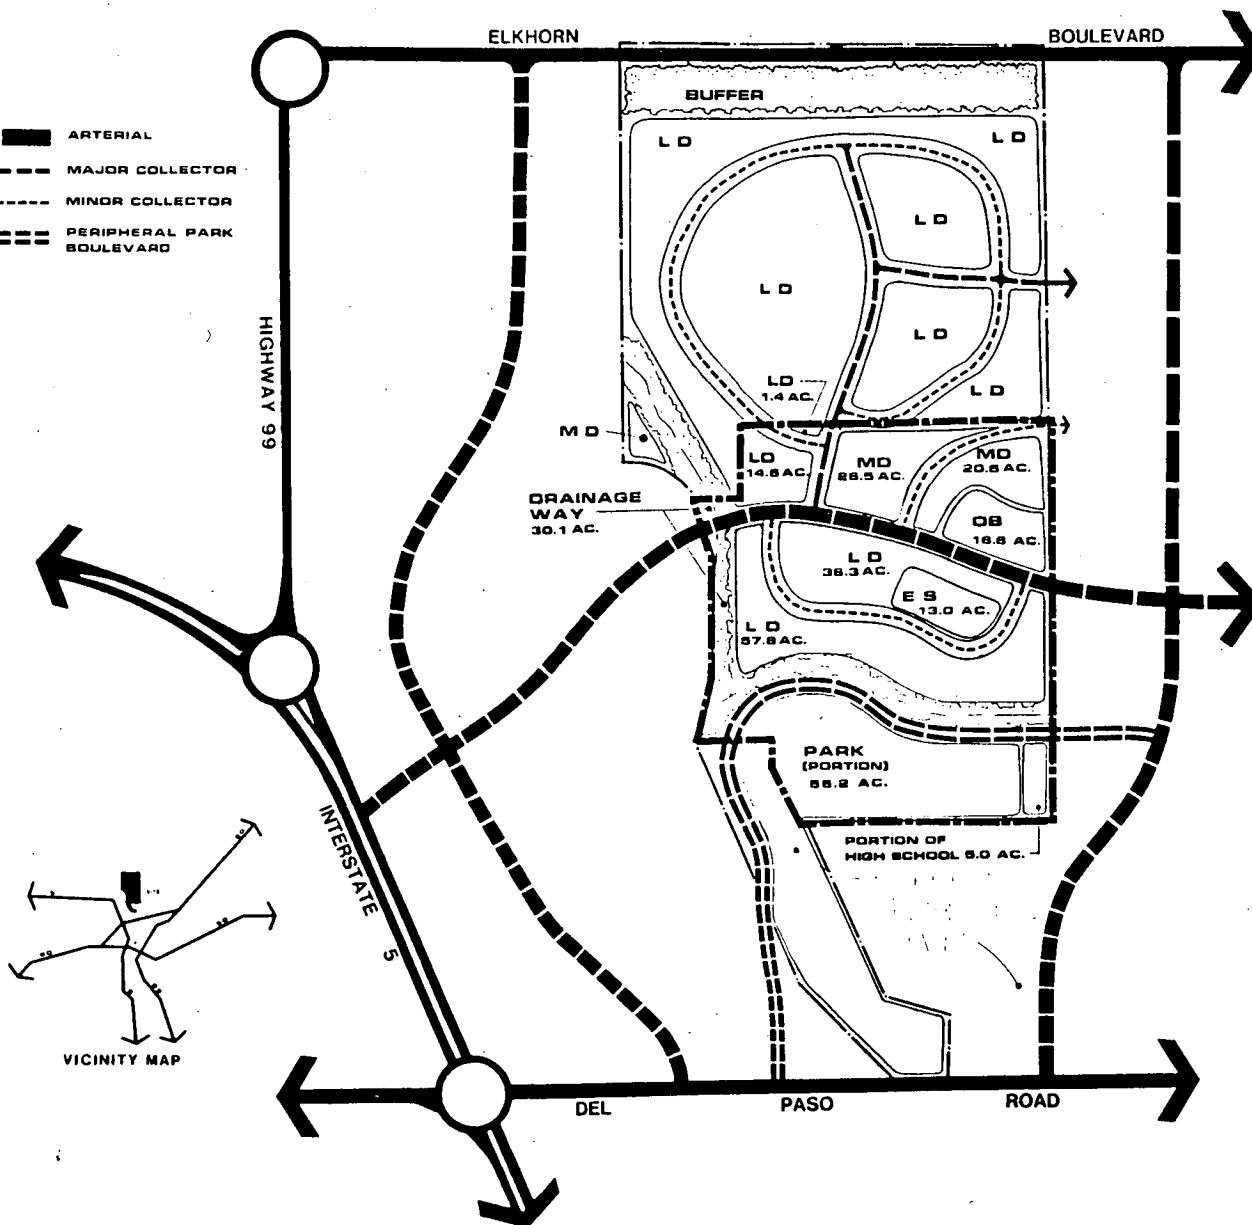 ELKHORN
BOULEVARD
BUFFER
ARTERIAL
MAJOR COLLECTOR
MINOR COLLECTOR
PERIPHERAL PARK
BOULEVARD
L D
L D
L D
L D
L D
L D
LD
1.4 AC.
HIGHWAY 99
M D
LD
14.6 AC.
MD
26.5 AC.
MD
20.6 AC.
DRAINAGE
WAY
30.1 AC.
OB
16.6 AC.
L D
36.3 AC.
E S
13.0 AC.
L D
57.8 AC.
PARK
(PORTION)
55.2 AC.
PORTION OF
HIGH SCHOOL 5.0 AC.
INTERSTATE 5
VICINITY MAP
DEL
PASO
ROAD